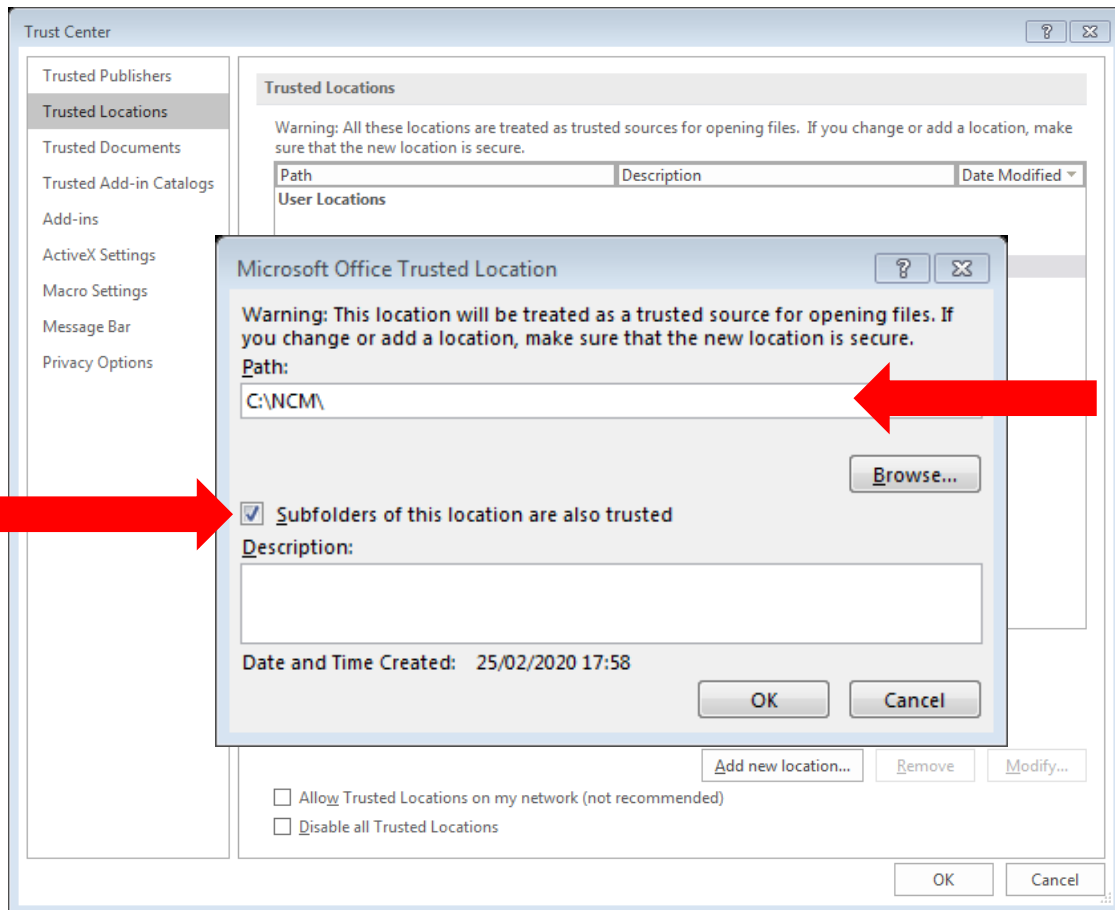 Trust Center
Trusted Publishers
Trusted Locations
Trusted Documents
Trusted Add-in Catalogs
Add-ins
ActiveX Settings
Macro Settings
Message Bar
Privacy Options
Trusted Locations
Warning: All these locations are treated as trusted sources for opening files. If you change or add a location, make
sure that the new location is secure.
Path Description Date Modified
User Locations
Microsoft Office Trusted Location
Warning: This location will be treated as a trusted source for opening files. If
you change or add a location, make sure that the new location is secure.
Path:
C:\NCM\
Browse...
Subfolders of this location are also trusted
Description:
Date and Time Created: 25/02/2020 17:58
OK Cancel
Add new location... Remove Modify...
Allow Trusted Locations on my network (not recommended)
Disable all Trusted Locations
OK Cancel